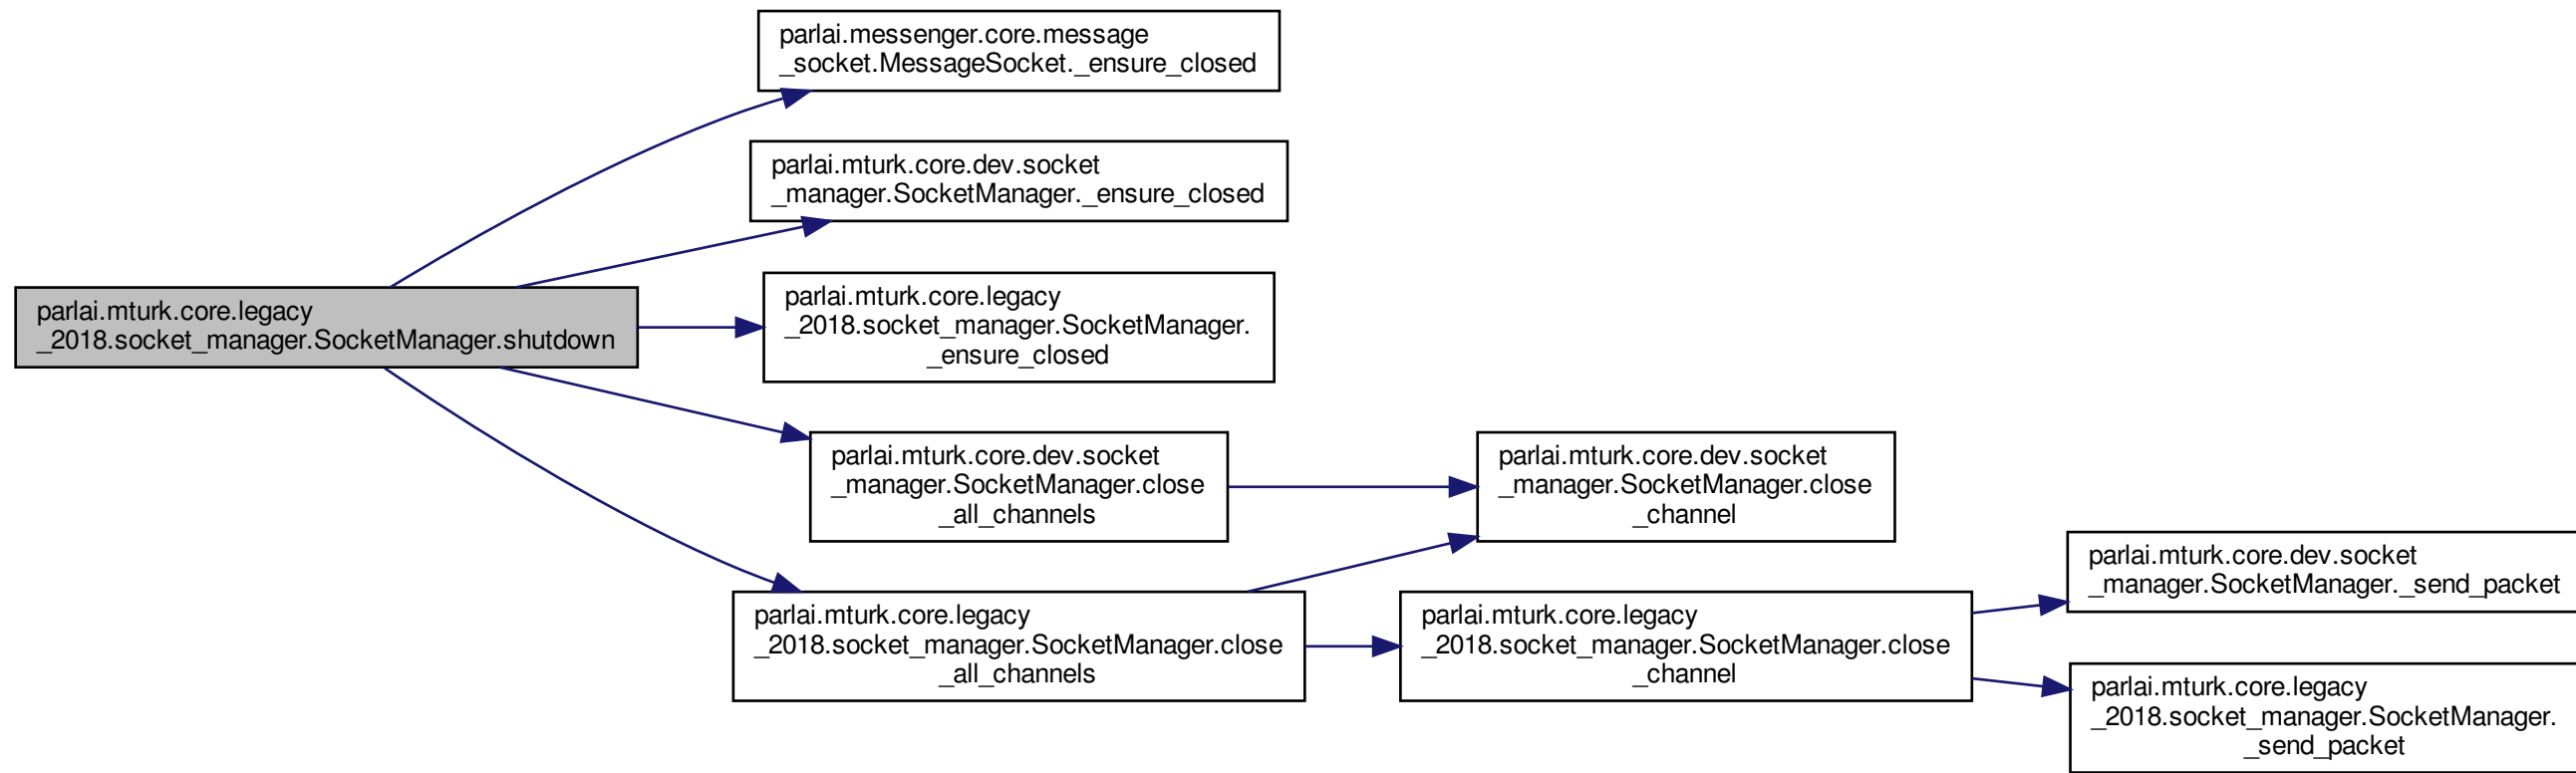 parlai.messenger.core.message
_socket.MessageSocket._ensure_closed
parlai.mturk.core.dev.socket
_manager.SocketManager._ensure_closed
parlai.mturk.core.legacy
_2018.socket_manager.SocketManager.shutdown
parlai.mturk.core.legacy
_2018.socket_manager.SocketManager.
_ensure_closed
parlai.mturk.core.dev.socket
_manager.SocketManager.close
_all_channels
parlai.mturk.core.dev.socket
_manager.SocketManager.close
_channel
parlai.mturk.core.legacy
_2018.socket_manager.SocketManager.close
_all_channels
parlai.mturk.core.legacy
_2018.socket_manager.SocketManager.close
_channel
parlai.mturk.core.dev.socket
_manager.SocketManager._send_packet
parlai.mturk.core.legacy
_2018.socket_manager.SocketManager.
_send_packet